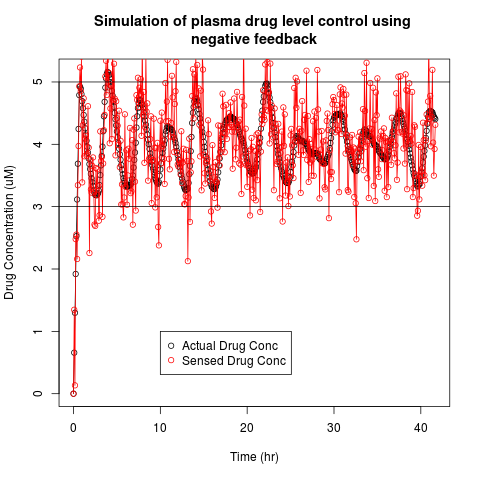 Simulation of plasma drug level control using
negative feedback
Drug Concentration (uM)
5
4
3
2
1
0
Actual Drug Conc
Sensed Drug Conc
0 10 20 30 40
Time (hr)